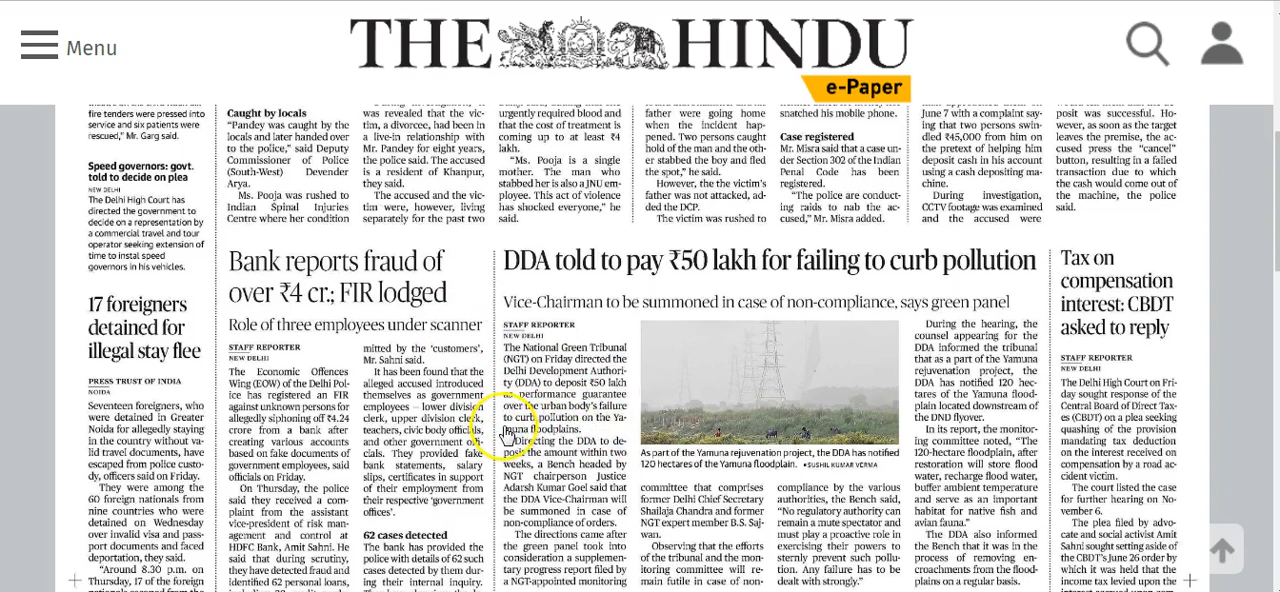 Menu
THE HINDU
e-Paper
fire tenders were pressed into
service and six patients were
rescued," Mr. Garg said.
Speed governors: govt.
told to decide on plea
NEW DELHI
The Delhi High Court has
directed the government to
decide on a representation by
a commercial travel and tour
operator seeking extension of
time to instal speed
governors in his vehicles.
17 foreigners
detained for
illegal stay flee
PRESS TRUST OF INDIA
NOIDA
Seventeen foreigners, who
were detained in Greater
Noida for allegedly staying
in the country without va-
lid travel documents, have
escaped from police custo-
dy, officers said on Friday.
They were among the
60 foreign nationals from
nine countries who were
detained on Wednesday
over invalid visa and pass-
port documents and faced
deportation, they said.
"Around 8.30 p.m. on
Thursday, 17 of the foreign
Caught by locals
"Pandey was caught by the
locals and later handed over
to the police," said Deputy
Commissioner of Police
(South-West) Devender
Arya.
Ms. Pooja was rushed to
Indian Spinal Injuries
Centre where her condition
was revealed that the vic-
tim, a divorcee, had been in
a live-in relationship with
Mr. Pandey for eight years,
the police said. The accused
is a resident of Khanpur,
they said.
The accused and the vic-
tim were, however, living
separately for the past two
urgently required blood and
that the cost of treatment is
coming up to at least ₹4
lakh.
"Ms. Pooja is a single
mother. The man who
stabbed her is also a JNU em-
ployee. This act of violence
has shocked everyone," he
said.
father were going home
when the incident hap-
pened. Two persons caught
hold of the man and the oth-
er stabbed the boy and fled
the spot," he said.
However, the the victim's
father was not attacked, ad-
ded the DCP.
The victim was rushed to
snatched his mobile phone.
Case registered
Mr. Misra said that a case un-
der Section 302 of the Indian
Penal Code has been
registered.
"The police are conduct-
ing raids to nab the ac-
cused," Mr. Misra added.
June 7 with a complaint say-
ing that two persons swin-
dled ₹45,000 from him on
the pretext of helping him
deposit cash in his account
using a cash depositing ma-
chine.
During investigation,
CCTV footage was examined
and the accused were
posit was successful. Ho-
wever, as soon as the target
leaves the premise, the ac-
cused press the "cancel"
button, resulting in a failed
transaction due to which
the cash would come out of
the machine, the police
said.
Bank reports fraud of
over ₹4 cr.; FIR lodged
Role of three employees under scanner
STAFF REPORTER
NEW DELHI
The Economic Offences
Wing (EOW) of the Delhi Pol-
ice has registered an FIR
against unknown persons for
allegedly siphoning off ₹4.24
crore from a bank after
creating various accounts
based on fake documents of
government employees, said
officials on Friday.
On Thursday, the police
said they received a com-
plaint from the assistant
vice-president of risk man-
agement and control at
HDFC Bank, Amit Sahni. He
said that during scrutiny,
they have detected fraud and
identified 62 personal loans,
mitted by the 'customers',
Mr. Sahni said.
It has been found that the
alleged accused introduced
themselves as government
employees – lower division
clerk, upper division clerk,
teachers, civic body officials,
and other government offi-
cials. They provided fake
bank statements, salary
slips, certificates in support
of their employment from
their respective 'government
offices'.
62 cases detected
The bank has provided the
police with details of 62 such
cases detected by them dur-
ing their internal inquiry.
DDA told to pay ₹50 lakh for failing to curb pollution
Vice-Chairman to be summoned in case of non-compliance, says green panel
STAFF REPORTER
NEW DELHI
The National Green Tribunal
(NGT) on Friday directed the
Delhi Development Authori-
ty (DDA) to deposit ₹50 lakh
as performance guarantee
over the urban body's failure
to curb pollution on the Ya-
muna floodplains.
Directing the DDA to de-
posit the amount within two
weeks, a Bench headed by
NGT chairperson Justice
Adarsh Kumar Goel said that
the DDA Vice-Chairman will
be summoned in case of
non-compliance of orders.
The directions came after
the green panel took into
consideration a supplemen-
tary progress report filed by
a NGT-appointed monitoring
As part of the Yamuna rejuvenation project, the DDA has notified
120 hectares of the Yamuna floodplain. •SUSHIL KUMAR VERMA
committee that comprises
former Delhi Chief Secretary
Shailaja Chandra and former
NGT expert member B.S. Saj-
wan.
Observing that the efforts
of the tribunal and the mon-
itoring committee will re-
main futile in case of non-
compliance by the various
authorities, the Bench said,
"No regulatory authority can
remain a mute spectator and
must play a proactive role in
exercising their powers to
sternly prevent such pollu-
tion. Any failure has to be
dealt with strongly."
During the hearing, the
counsel appearing for the
DDA informed the tribunal
that as a part of the Yamuna
rejuvenation project, the
DDA has notified 120 hec-
tares of the Yamuna flood-
plain located downstream of
the DND flyover.
In its report, the monitor-
ing committee noted, "The
120-hectare floodplain, after
restoration will store flood
water, recharge flood water,
buffer ambient temperature
and serve as an important
habitat for native fish and
avian fauna."
The DDA also informed
the Bench that it was in the
process of removing en-
croachments from the flood-
plains on a regular basis.
Tax on
compensation
interest: CBDT
asked to reply
STAFF REPORTER
NEW DELHI
The Delhi High Court on Fri-
day sought response of Cen-
tral Board of Direct Tax-
es (CBDT) on a plea seeking
quashing of the provision
mandating tax deduction
on the interest received on
compensation by a road ac-
cident victim.
The court listed the case
for further hearing on No-
vember 6.
The plea filed by advo-
cate and social activist Amit
Sahni sought setting aside of
the CBDT's June 26 order by
which it was held that the
income tax levied upon the